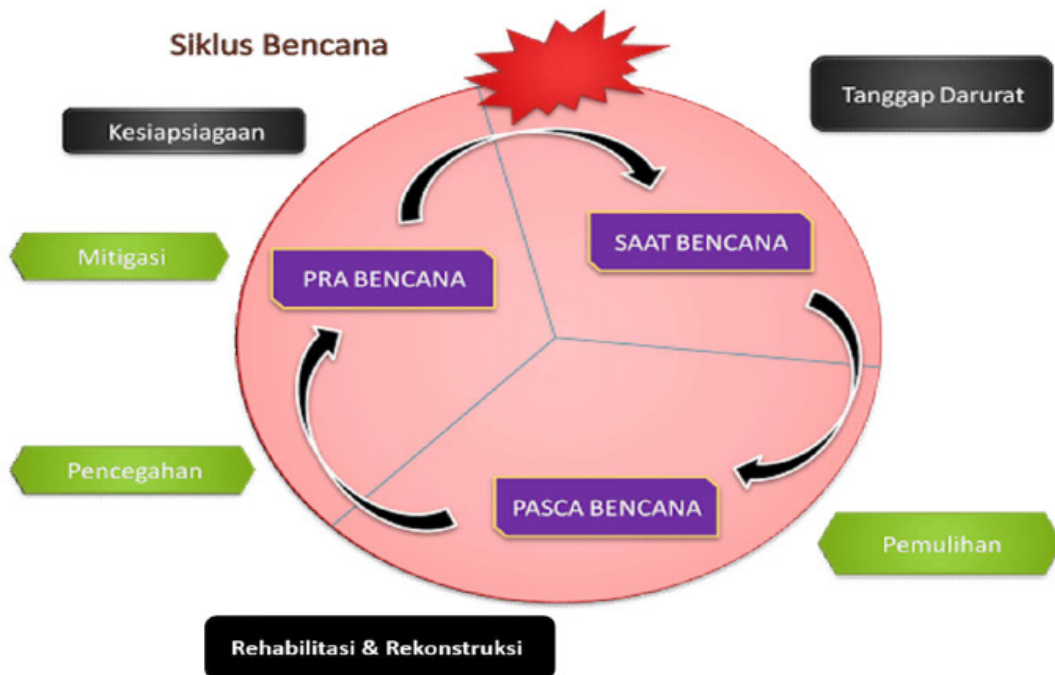 Siklus Bencana
Tanggap Darurat
Kesiapsiagaan
SAAT BENCANA
Mitigasi
PRA BENCANA
Pencegahan
PASCA BENCANA
Pemulihan
Rehabilitasi & Rekonstruksi